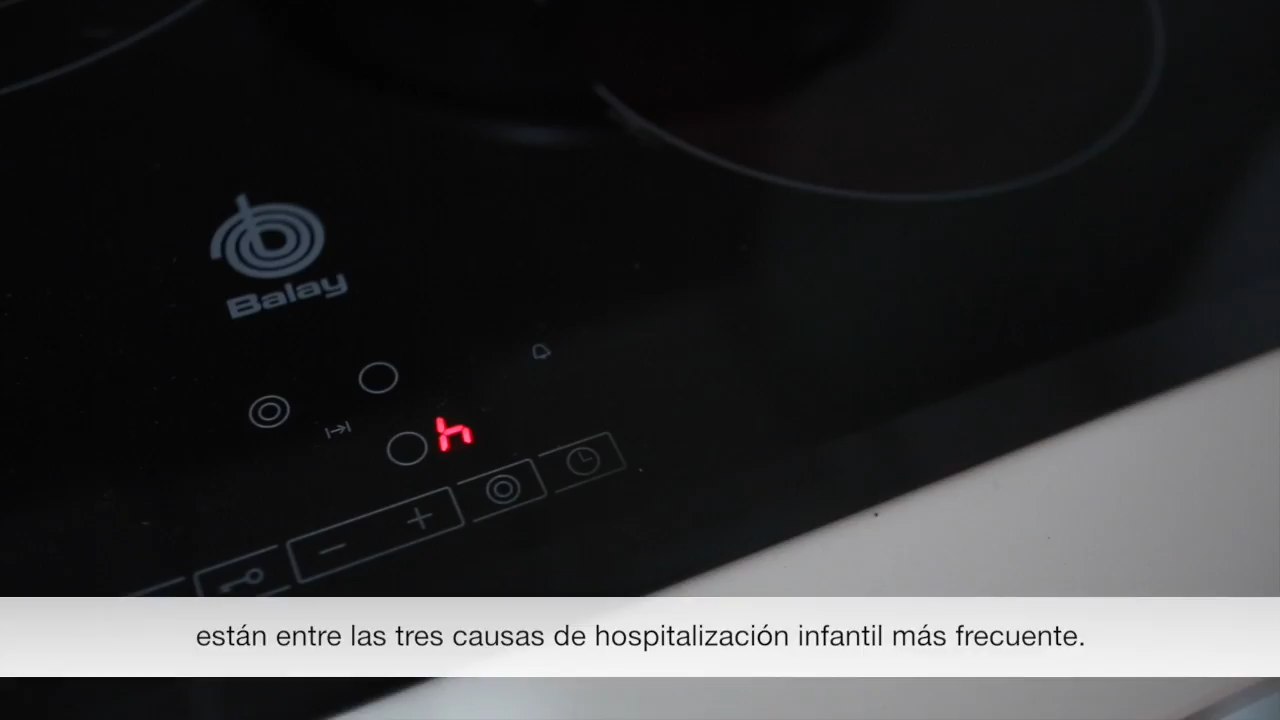 Balay
h
− +
están entre las tres causas de hospitalización infantil más frecuente.